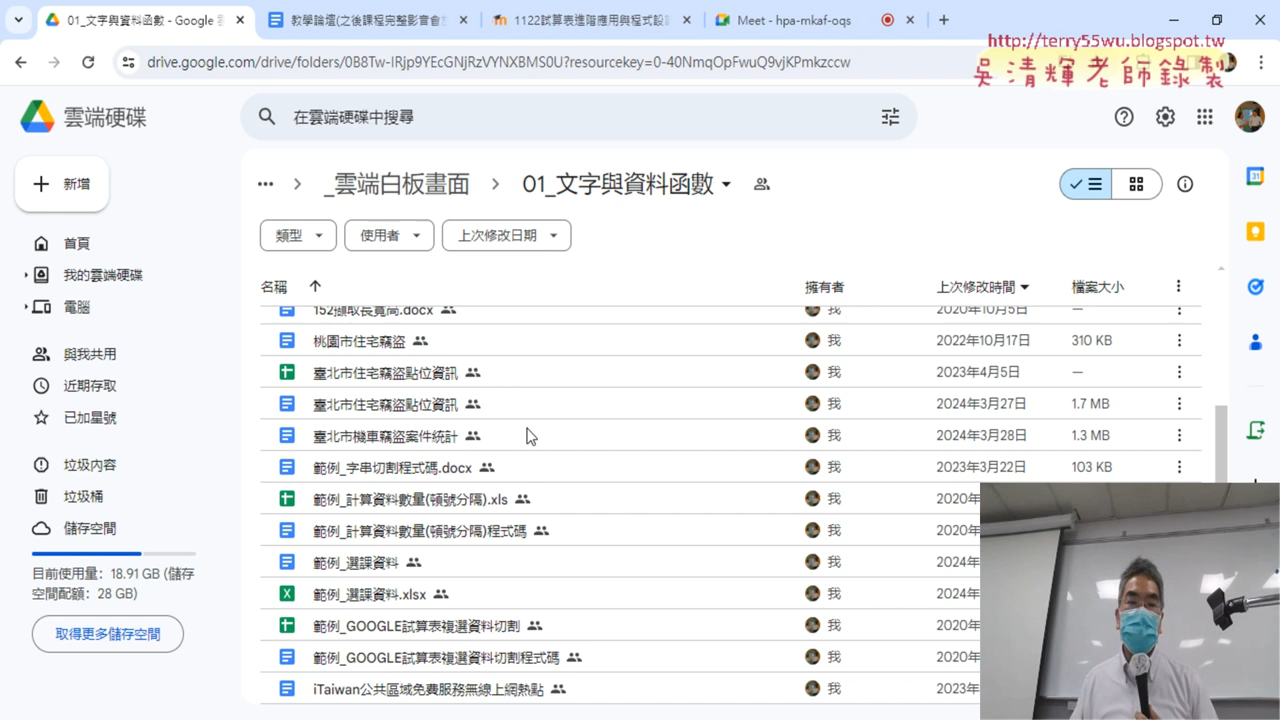 01_文字與資料函數 - Google 雲
教學論壇(之後課程完整影音會
1122試算表進階應用與程式設
Meet - hpa-mkaf-oqs
drive.google.com/drive/folders/0B8Tw-IRjp9YEcGNjRzVYNXBMS0U?resourcekey=0-40NmqOpFwuQ9vjKPmkzccw
http://terry55wu.blogspot.tw
吳清輝老師錄製
雲端硬碟
在雲端硬碟中搜尋
新增
_雲端白板畫面
01_文字與資料函數
類型
使用者
上次修改日期
首頁
我的雲端硬碟
電腦
與我共用
近期存取
已加星號
垃圾內容
垃圾桶
儲存空間
目前使用量：18.91 GB (儲存
空間配額：28 GB)
取得更多儲存空間
名稱 擁有者 上次修改時間 檔案大小
152擷取長寬高.docx 我 2020年10月5日 —
桃園市住宅竊盜 我 2022年10月17日 310 KB
臺北市住宅竊盜點位資訊 我 2023年4月5日 —
臺北市住宅竊盜點位資訊 我 2024年3月27日 1.7 MB
臺北市機車竊盜案件統計 我 2024年3月28日 1.3 MB
範例_字串切割程式碼.docx 我 2023年3月22日 103 KB
範例_計算資料數量(頓號分隔).xls 我 2020年
範例_計算資料數量(頓號分隔)程式碼 我 2020年
範例_選課資料 我 2024年
範例_選課資料.xlsx 我 2024年
範例_GOOGLE試算表複選資料切割 我 2020年
範例_GOOGLE試算表複選資料切割程式碼 我 2020年
iTaiwan公共區域免費服務無線上網熱點 我 2023年